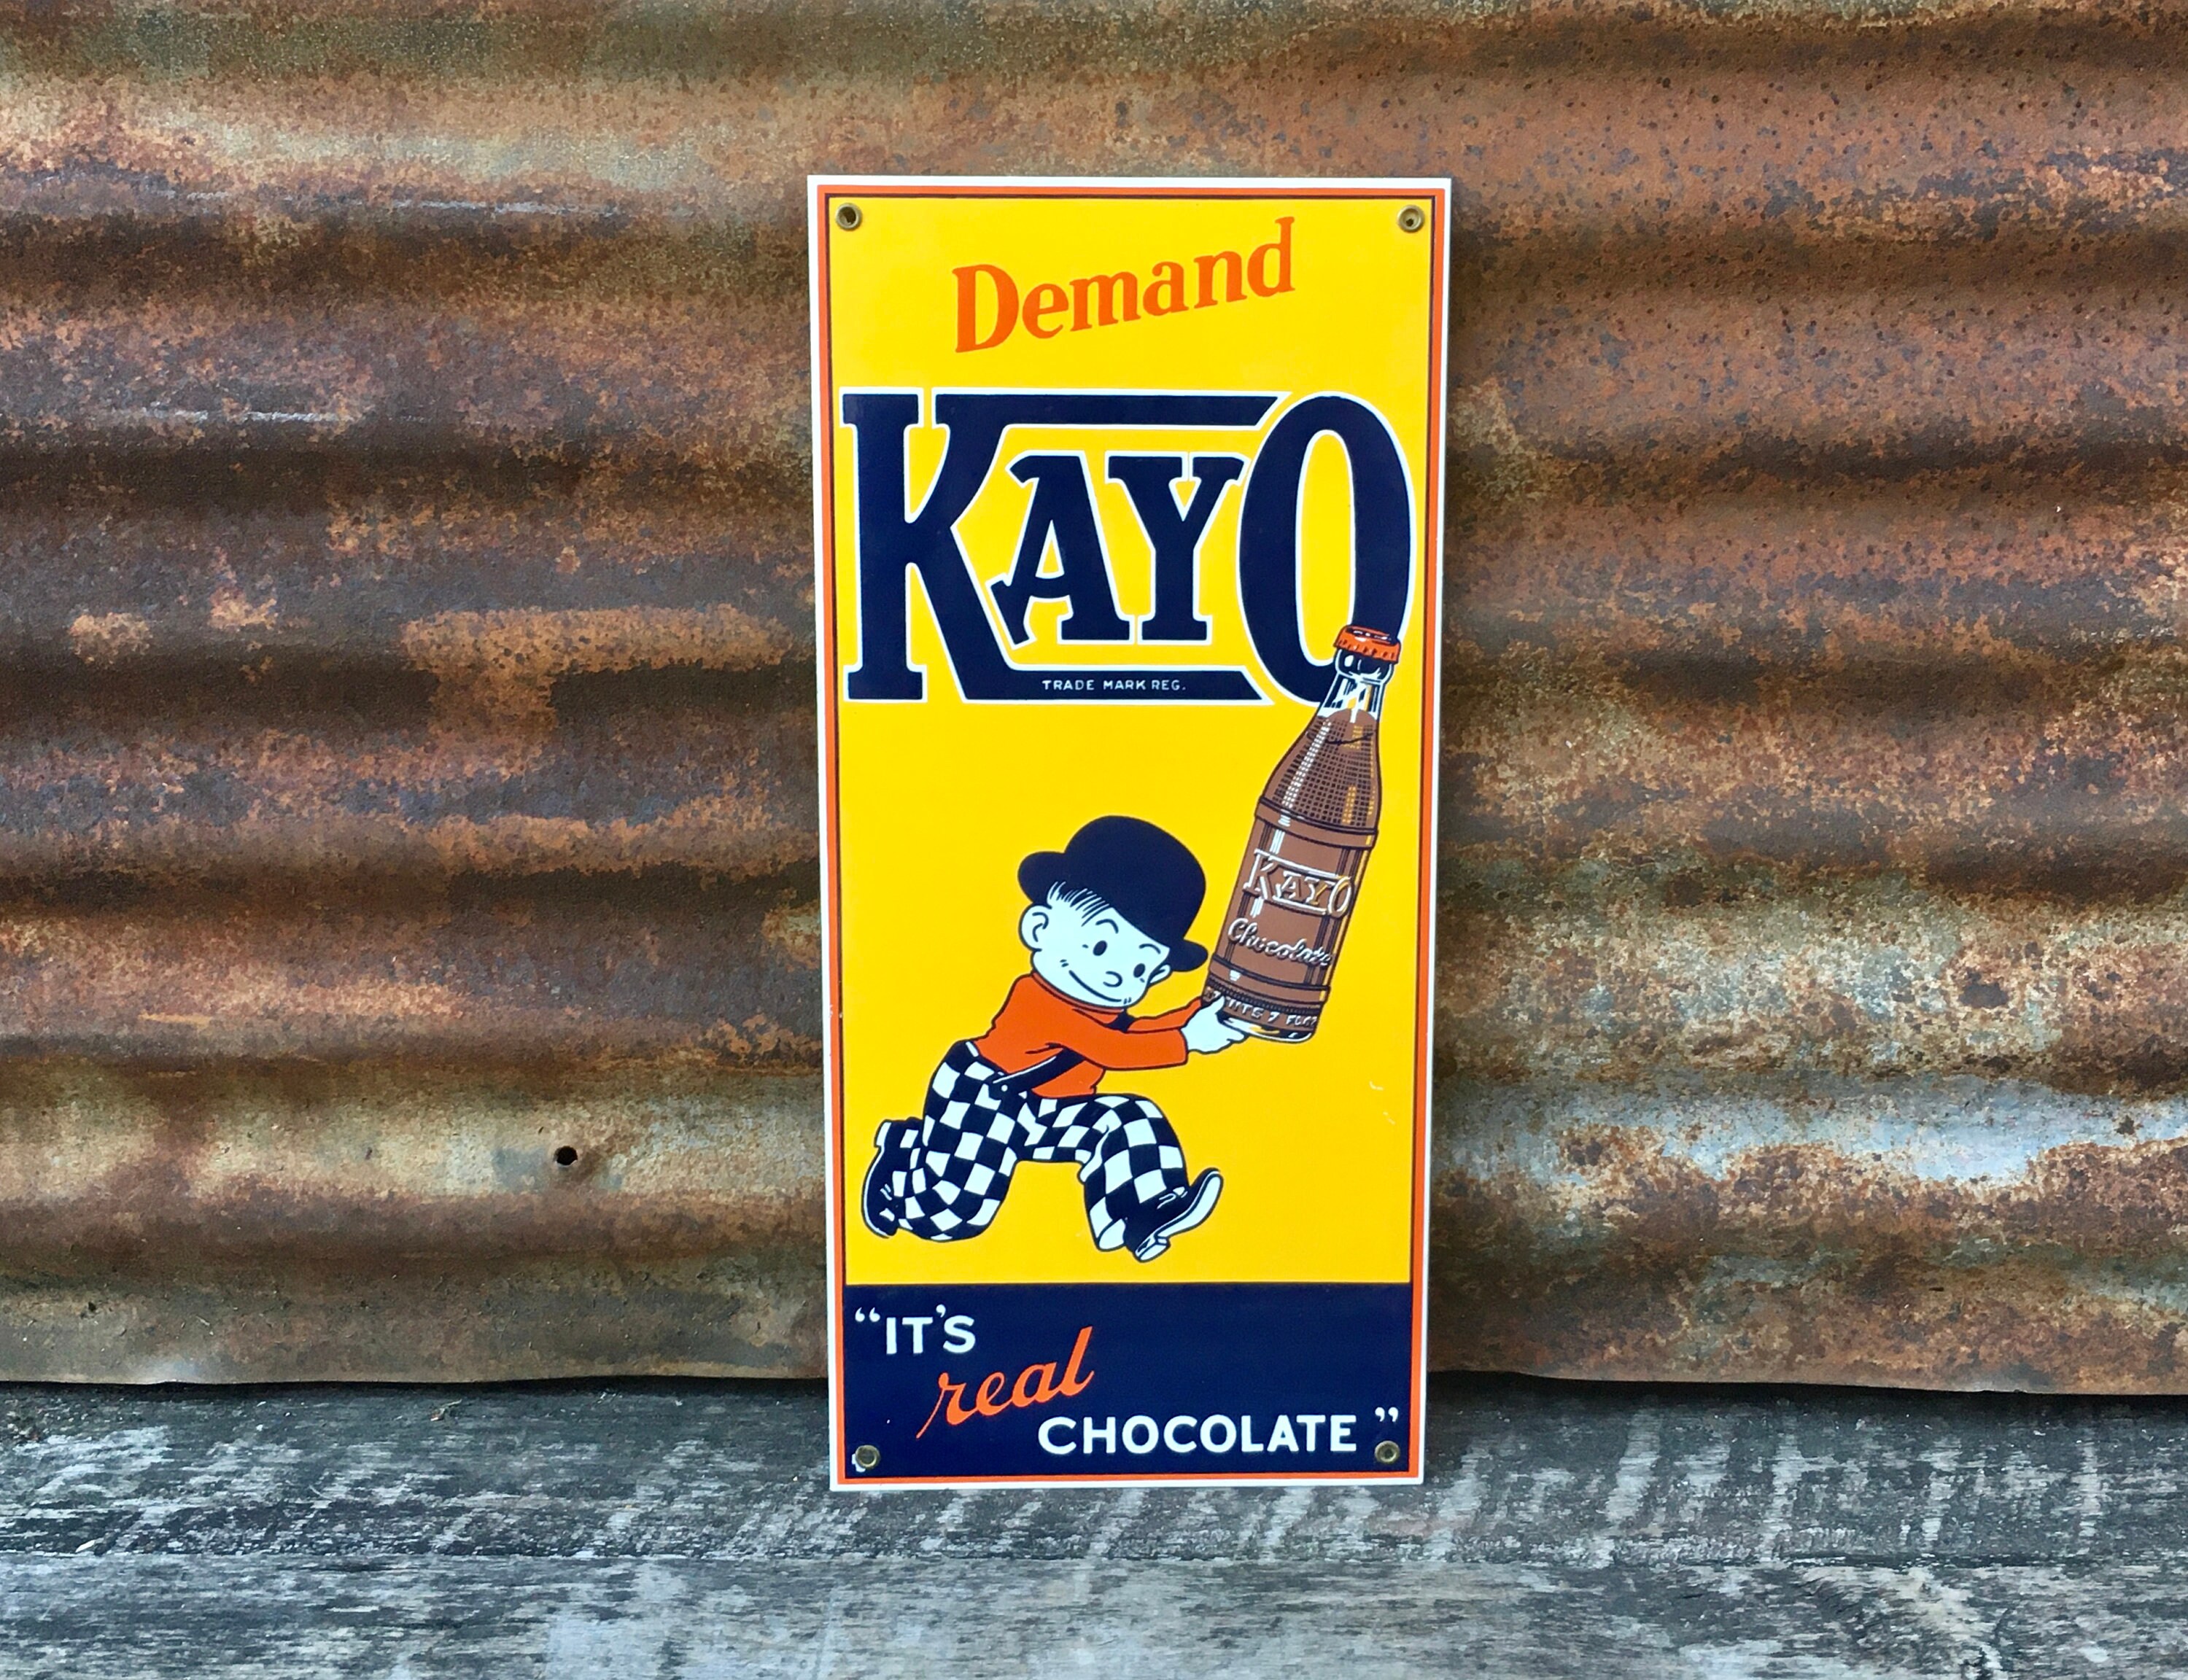 Demand
KAYO
TRADE MARK REG.
KAYO
Chocolate
“IT'S
real
CHOCOLATE”